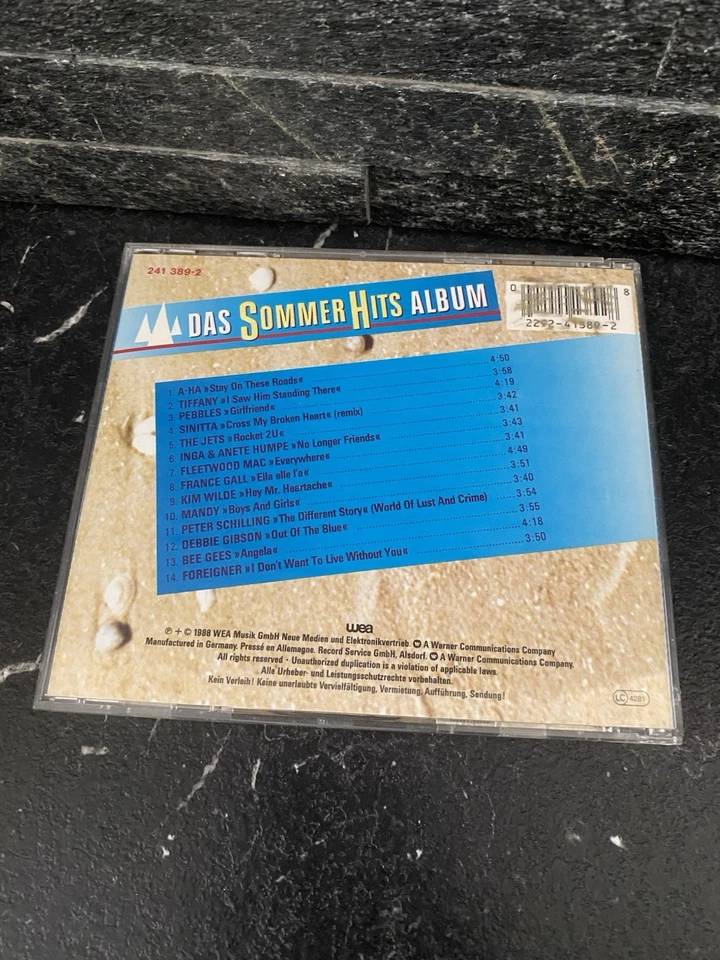 241 389-2
DAS SOMMER HITS ALBUM
0 8
2292-41389-2
1. A-HA »Stay On These Roads« 4:50
2. TIFFANY »I Saw Him Standing There« 3:58
3. PEBBLES »Girlfriend« 4:19
4. SINITTA »Cross My Broken Heart« (remix) 3:42
5. THE JETS »Rocket 2U« 3:41
6. INGA & ANETE HUMPE »No Longer Friends« 3:43
7. FLEETWOOD MAC »Everywhere« 3:41
8. FRANCE GALL »Ella elle l'a« 4:49
9. KIM WILDE »Hey Mr. Heartache« 3:51
10. MANDY »Boys And Girls« 3:40
11. PETER SCHILLING »The Different Story« (World Of Lust And Crime) 3:54
12. DEBBIE GIBSON »Out Of The Blue« 3:55
13. BEE GEES »Angela« 4:18
14. FOREIGNER »I Don't Want To Live Without You« 3:50
wea
℗ + © 1988 WEA Musik GmbH Neue Medien und Elektronikvertrieb. A Warner Communications Company
Manufactured in Germany. Pressé en Allemagne. Record Service GmbH, Alsdorf. A Warner Communications Company.
All rights reserved · Unauthorized duplication is a violation of applicable laws.
Alle Urheber- und Leistungsschutzrechte vorbehalten.
Kein Verleih! Keine unerlaubte Vervielfältigung, Vermietung, Aufführung, Sendung!
LC 4281